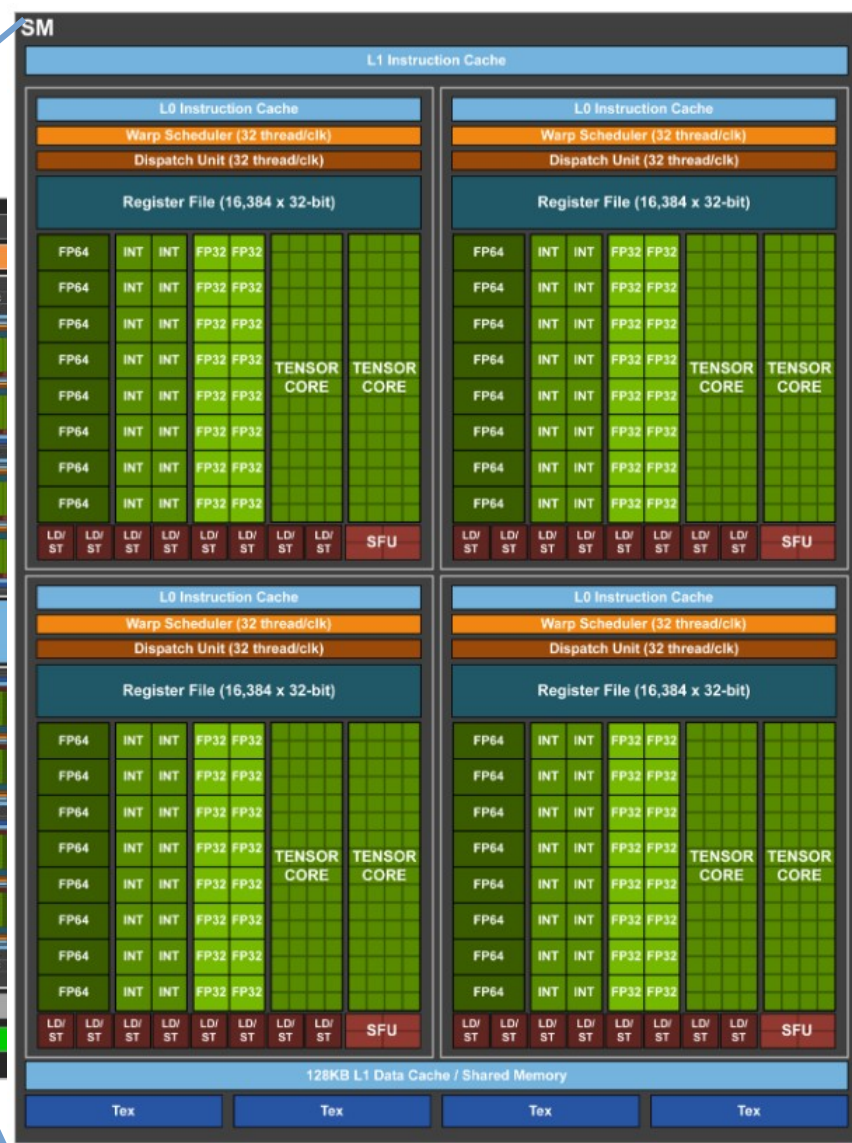 SM
L1 Instruction Cache
L0 Instruction Cache
Warp Scheduler (32 thread/clk)
Dispatch Unit (32 thread/clk)
Register File (16,384 x 32-bit)
FP64 INT INT FP32 FP32
FP64 INT INT FP32 FP32
FP64 INT INT FP32 FP32
FP64 INT INT FP32 FP32
TENSOR TENSOR
CORE CORE
FP64 INT INT FP32 FP32
FP64 INT INT FP32 FP32
FP64 INT INT FP32 FP32
FP64 INT INT FP32 FP32
LD/ LD/ LD/ LD/ LD/ LD/ LD/ LD/
ST ST ST ST ST ST ST ST
SFU
L0 Instruction Cache
Warp Scheduler (32 thread/clk)
Dispatch Unit (32 thread/clk)
Register File (16,384 x 32-bit)
FP64 INT INT FP32 FP32
FP64 INT INT FP32 FP32
FP64 INT INT FP32 FP32
FP64 INT INT FP32 FP32
TENSOR TENSOR
CORE CORE
FP64 INT INT FP32 FP32
FP64 INT INT FP32 FP32
FP64 INT INT FP32 FP32
FP64 INT INT FP32 FP32
LD/ LD/ LD/ LD/ LD/ LD/ LD/ LD/
ST ST ST ST ST ST ST ST
SFU
L0 Instruction Cache
Warp Scheduler (32 thread/clk)
Dispatch Unit (32 thread/clk)
Register File (16,384 x 32-bit)
FP64 INT INT FP32 FP32
FP64 INT INT FP32 FP32
FP64 INT INT FP32 FP32
FP64 INT INT FP32 FP32
TENSOR TENSOR
CORE CORE
FP64 INT INT FP32 FP32
FP64 INT INT FP32 FP32
FP64 INT INT FP32 FP32
FP64 INT INT FP32 FP32
LD/ LD/ LD/ LD/ LD/ LD/ LD/ LD/
ST ST ST ST ST ST ST ST
SFU
L0 Instruction Cache
Warp Scheduler (32 thread/clk)
Dispatch Unit (32 thread/clk)
Register File (16,384 x 32-bit)
FP64 INT INT FP32 FP32
FP64 INT INT FP32 FP32
FP64 INT INT FP32 FP32
FP64 INT INT FP32 FP32
TENSOR TENSOR
CORE CORE
FP64 INT INT FP32 FP32
FP64 INT INT FP32 FP32
FP64 INT INT FP32 FP32
FP64 INT INT FP32 FP32
LD/ LD/ LD/ LD/ LD/ LD/ LD/ LD/
ST ST ST ST ST ST ST ST
SFU
128KB L1 Data Cache / Shared Memory
Tex Tex Tex Tex